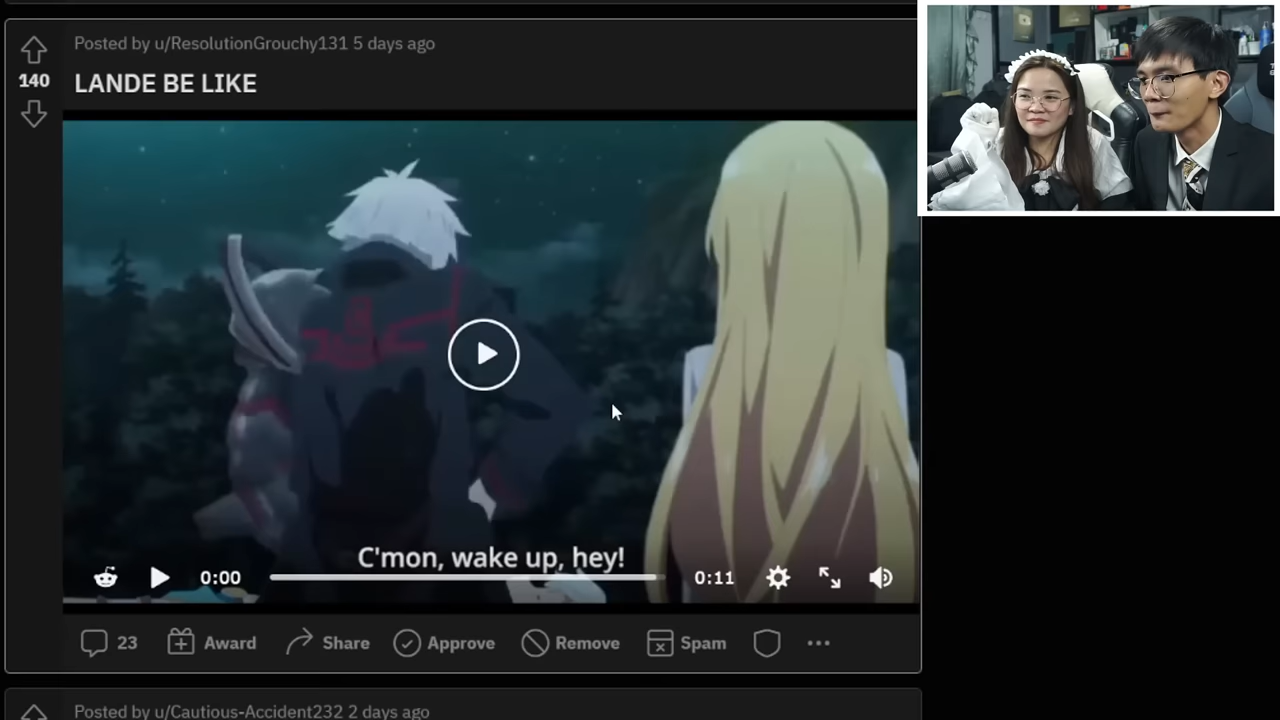 Posted by u/ResolutionGrouchy131 5 days ago
140
LANDE BE LIKE
C'mon, wake up, hey!
0:00
0:11
23
Award
Share
Approve
Remove
Spam
Posted by u/Cautious-Accident232 2 days ago